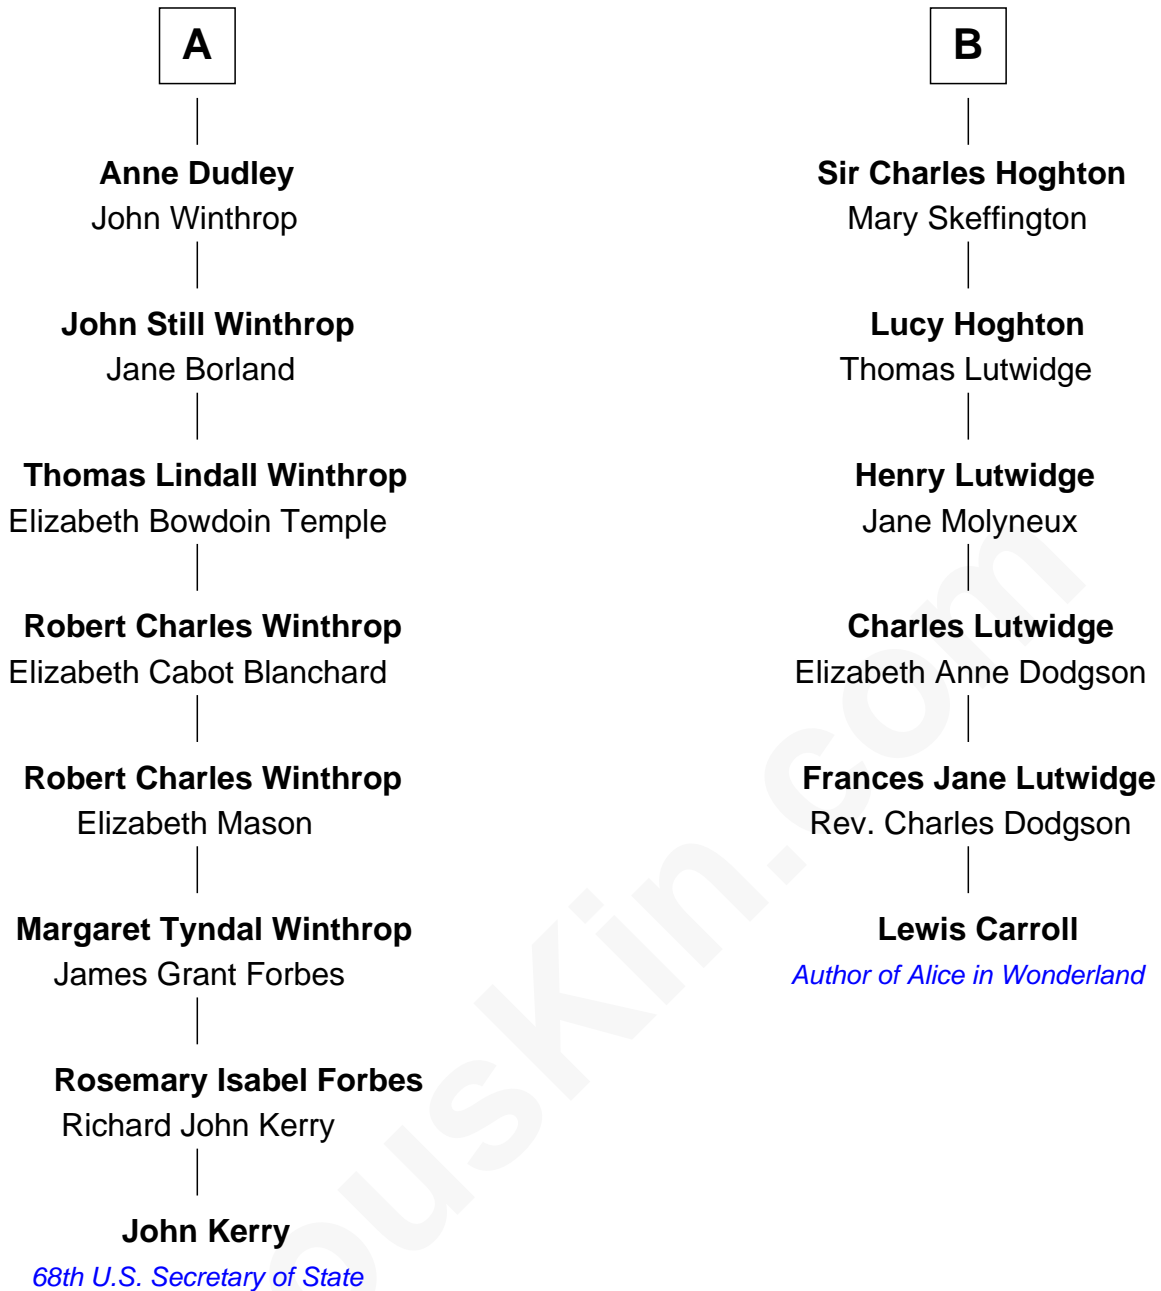 A
Anne Dudley
John Winthrop
John Still Winthrop
Jane Borland
Thomas Lindall Winthrop
Elizabeth Bowdoin Temple
Robert Charles Winthrop
Elizabeth Cabot Blanchard
Robert Charles Winthrop
Elizabeth Mason
Margaret Tyndal Winthrop
James Grant Forbes
Rosemary Isabel Forbes
Richard John Kerry
John Kerry
68th U.S. Secretary of State
B
Sir Charles Hoghton
Mary Skeffington
Lucy Hoghton
Thomas Lutwidge
Henry Lutwidge
Jane Molyneux
Charles Lutwidge
Elizabeth Anne Dodgson
Frances Jane Lutwidge
Rev. Charles Dodgson
Lewis Carroll
Author of Alice in Wonderland
ousKin.com